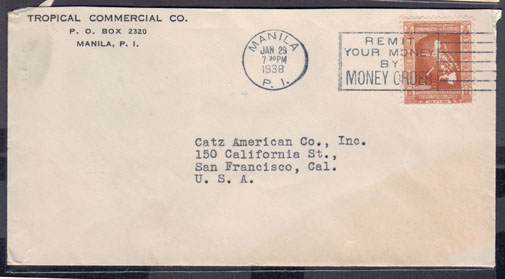 TROPICAL COMMERCIAL CO.
P. O. BOX 2320
MANILA, P. I.
MANILA
JAN 29
7 30 PM
1938
P. I.
REMIT
YOUR MONEY
BY
MONEY ORDER
Catz American Co., Inc.
150 California St.,
San Francisco, Cal.
U. S. A.